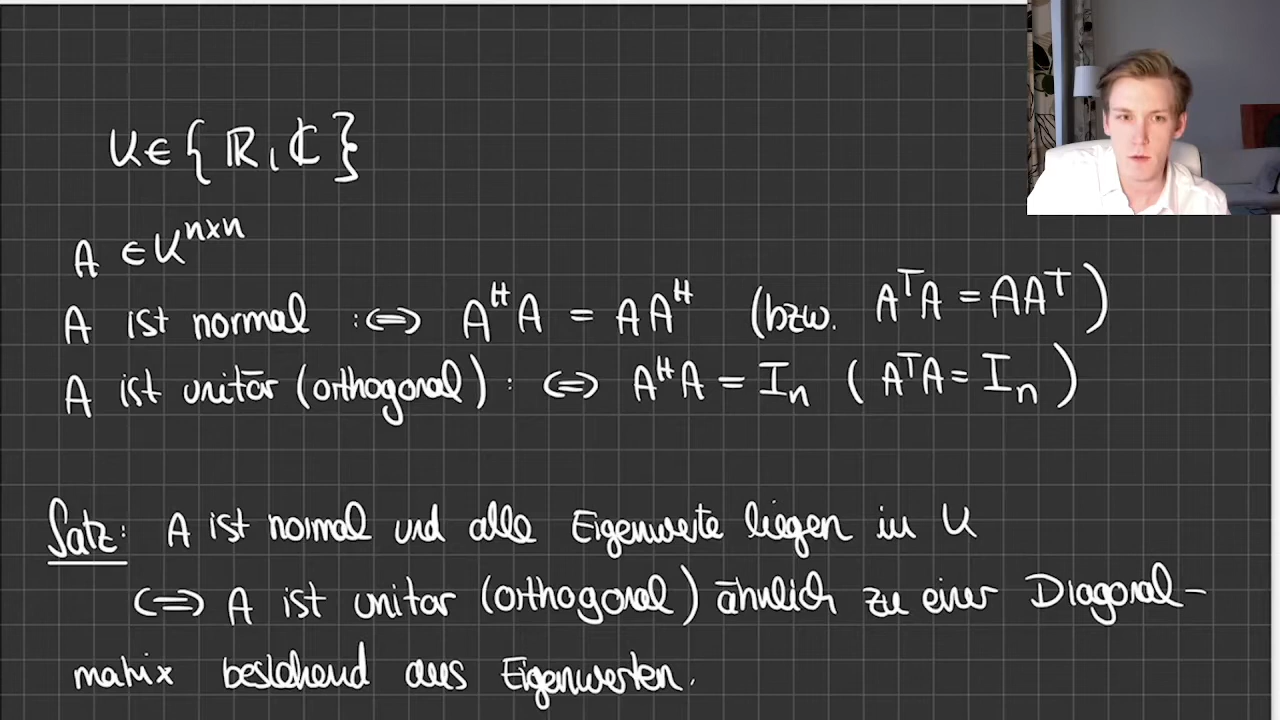 K ∈ { ℝ, ℂ }
A ∈ K^{n×n}
A ist normal :⇔ A^H A = A A^H (bzw. A^T A = A A^T)
A ist unitär (orthogonal) : ⇔ A^H A = I_n ( A^T A = I_n )
Satz: A ist normal und alle Eigenwerte liegen in K
⇔ A ist unitär (orthogonal) ähnlich zu einer Diagonal-
matrix bestehend aus Eigenwerten.